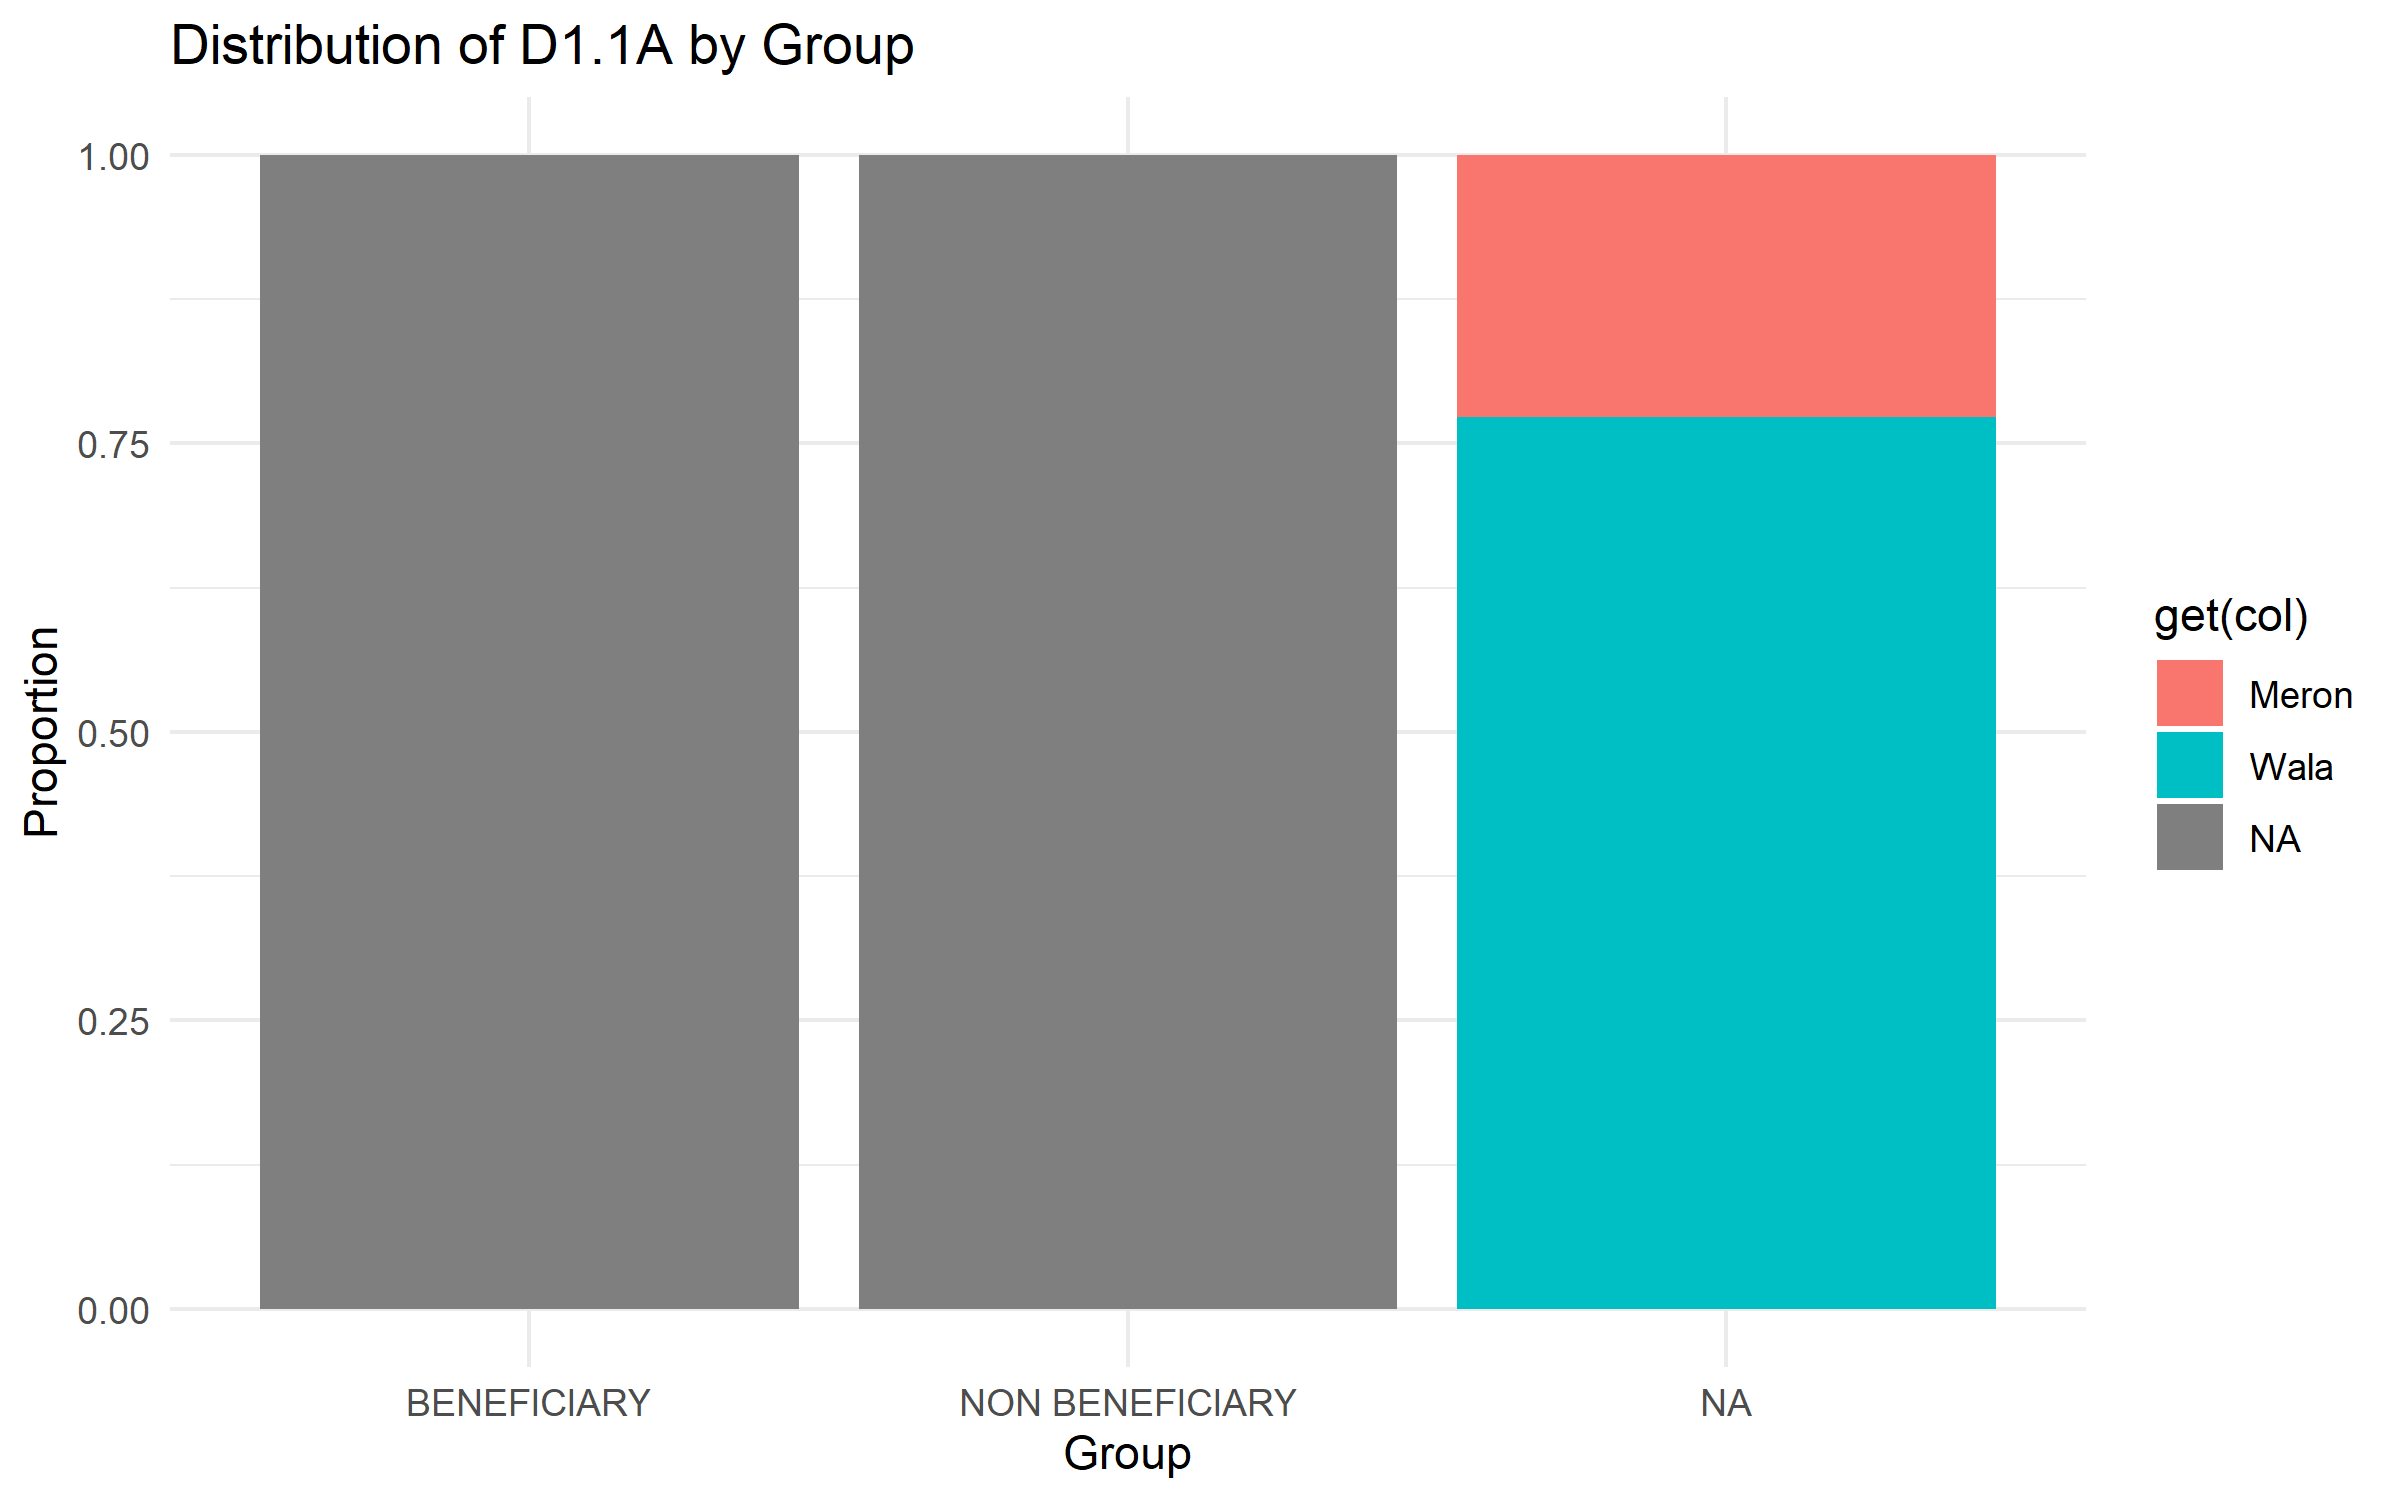 Distribution of D1.1A by Group
1.00
0.75
0.50
0.25
0.00
Proportion
BENEFICIARY
NON BENEFICIARY
NA
Group
get(col)
Meron
Wala
NA